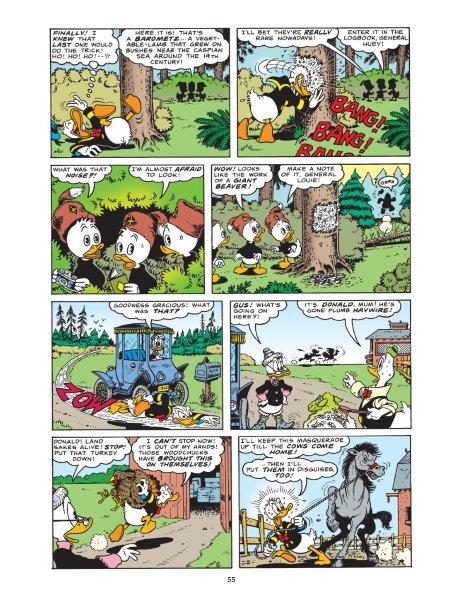 FINALLY! I
KNEW THAT
LAST ONE WOULD
DO THE TRICK!
HO! HO! HO!--!/
HERE IT IS! THAT'S
A BAROMETZ...A VEGET-
ABLE-LAMB THAT GREW ON
BUSHES NEAR THE CASPIAN
SEA AROUND THE 14TH
CENTURY!
I'LL BET THEY'RE REALLY
RARE NOWADAYS!
ENTER IT IN THE
LOGBOOK, GENERAL
HUEY!
BANG!
BANG!
BANG!
WHAT WAS THAT
NOISE?!
I'M ALMOST AFRAID
TO LOOK!
WOW! LOOKS
LIKE THE WORK
OF A GIANT
BEAVER!
MAKE A NOTE
OF IT, GENERAL
LOUIE!
GOODNESS GRACIOUS! WHAT
WAS THAT?
ZOW
GUS! WHAT'S
GOING ON
HERE?!
IT'S DONALD, MUM! HE'S
GONE PLUMB HAYWIRE!
DONALD! LAND
SAKES ALIVE! STOP!
PUT THAT TURKEY
DOWN!
I CAN'T STOP NOW!
IT'S OUT OF MY HANDS!
THOSE WOODCHUCKS
HAVE BROUGHT THIS
ON THEMSELVES!
I'LL KEEP THIS MASQUERADE
UP TILL THE COWS COME
HOME!
...THEN I'LL
PUT THEM IN DISGUISES,
TOO!
55